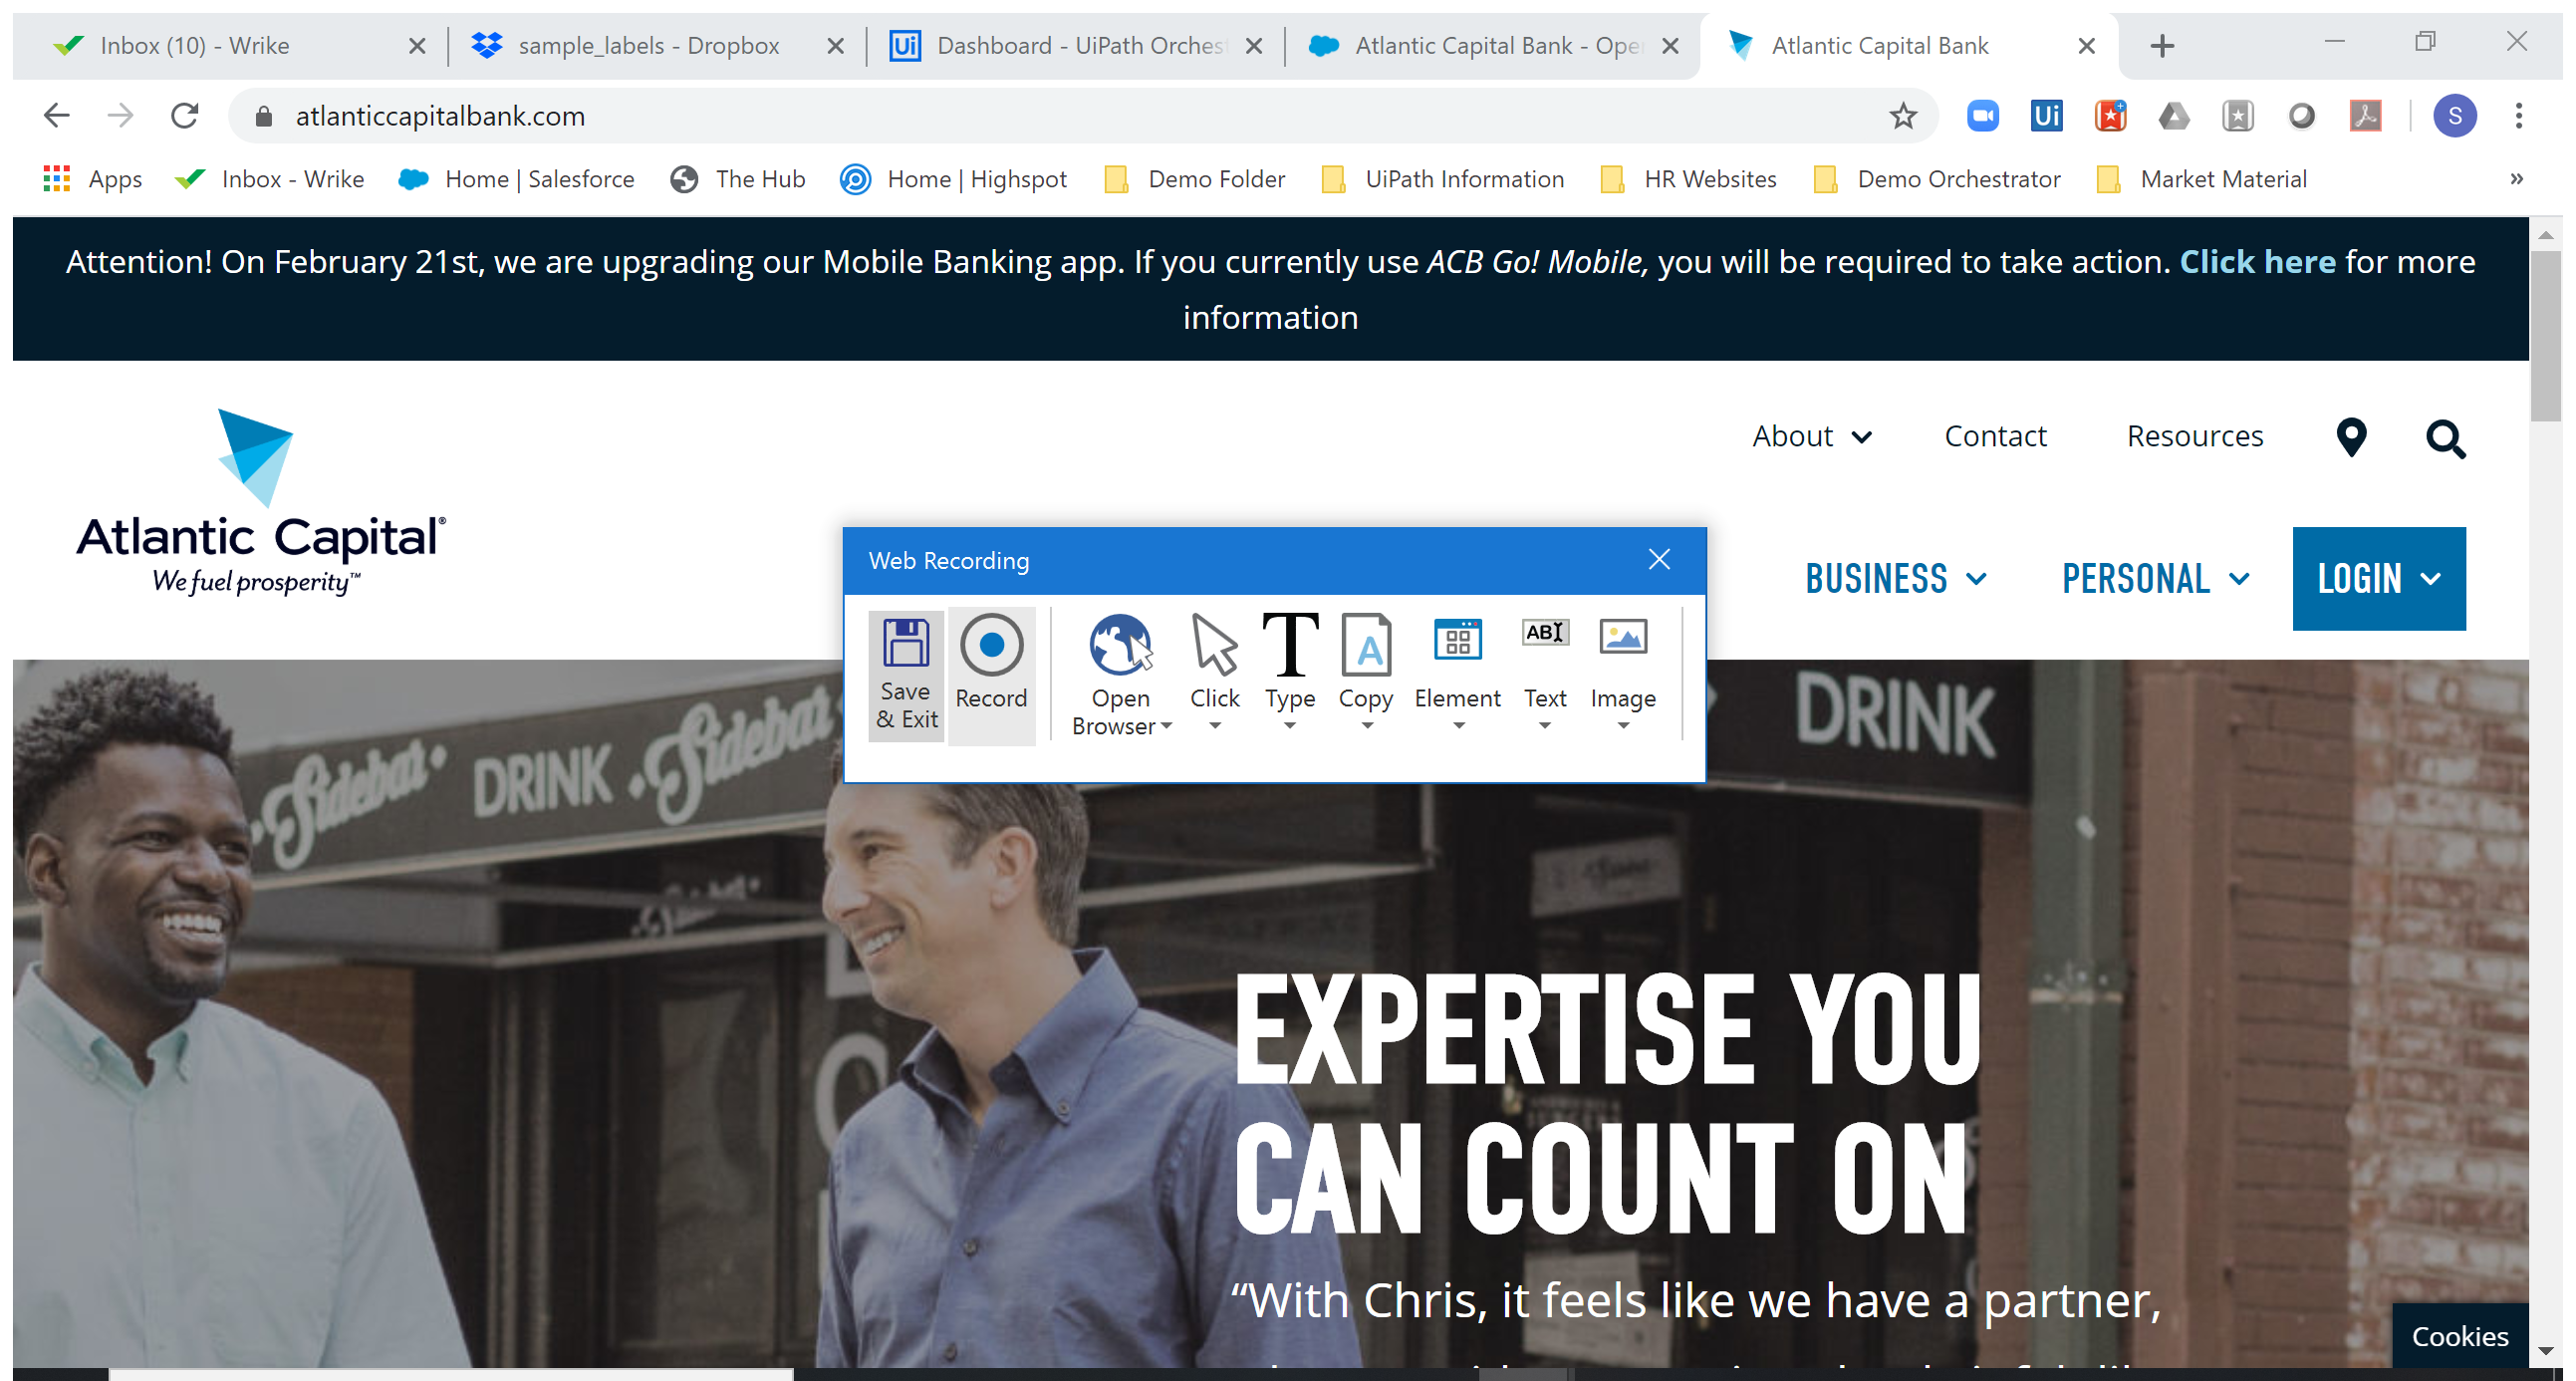 Inbox (10) - Wrike
sample_labels - Dropbox
Dashboard - UiPath Orchest
Atlantic Capital Bank - Ope
Atlantic Capital Bank
atlanticcapitalbank.com
Ui
S
Apps
Inbox - Wrike
Home | Salesforce
The Hub
Home | Highspot
Demo Folder
UiPath Information
HR Websites
Demo Orchestrator
Market Material
»
Attention! On February 21st, we are upgrading our Mobile Banking app. If you currently use ACB Go! Mobile, you will be required to take action. Click here for more
information
About
Contact
Resources
Atlantic Capital®
We fuel prosperity™
BUSINESS
PERSONAL
LOGIN
Web Recording
Save
& Exit
Record
Open
Browser
Click
Type
Copy
Element
Text
Image
Sidebar
DRINK
Sidebar
DRINK
EXPERTISE YOU
CAN COUNT ON
“With Chris, it feels like we have a partner,
Cookies